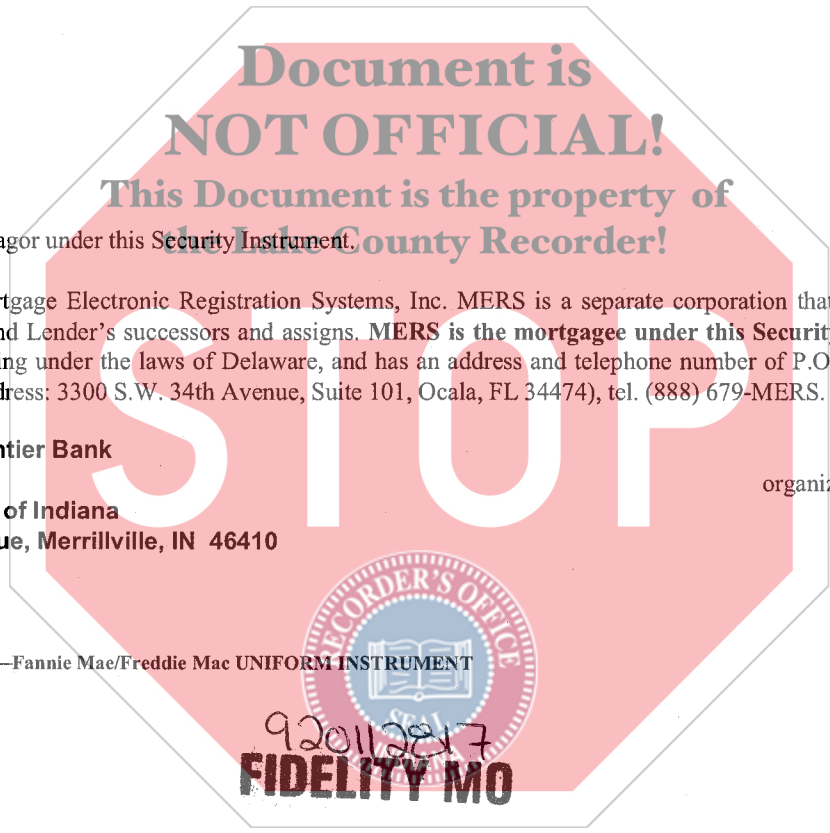 Document is
NOT OFFICIAL!
This Document is the property of
the Lake County Recorder!
agor under this Security Instrument.
rtgage Electronic Registration Systems, Inc. MERS is a separate corporation that
nd Lender's successors and assigns. MERS is the mortgagee under this Security
ing under the laws of Delaware, and has an address and telephone number of P.O
dress: 3300 S.W. 34th Avenue, Suite 101, Ocala, FL 34474), tel. (888) 679-MERS.
STOP
ntier Bank
organiz
of Indiana
ue, Merrillville, IN 46410
RECORDER'S OFFICE
—Fannie Mae/Freddie Mac UNIFORM INSTRUMENT
SEAL
FIDELITY MO